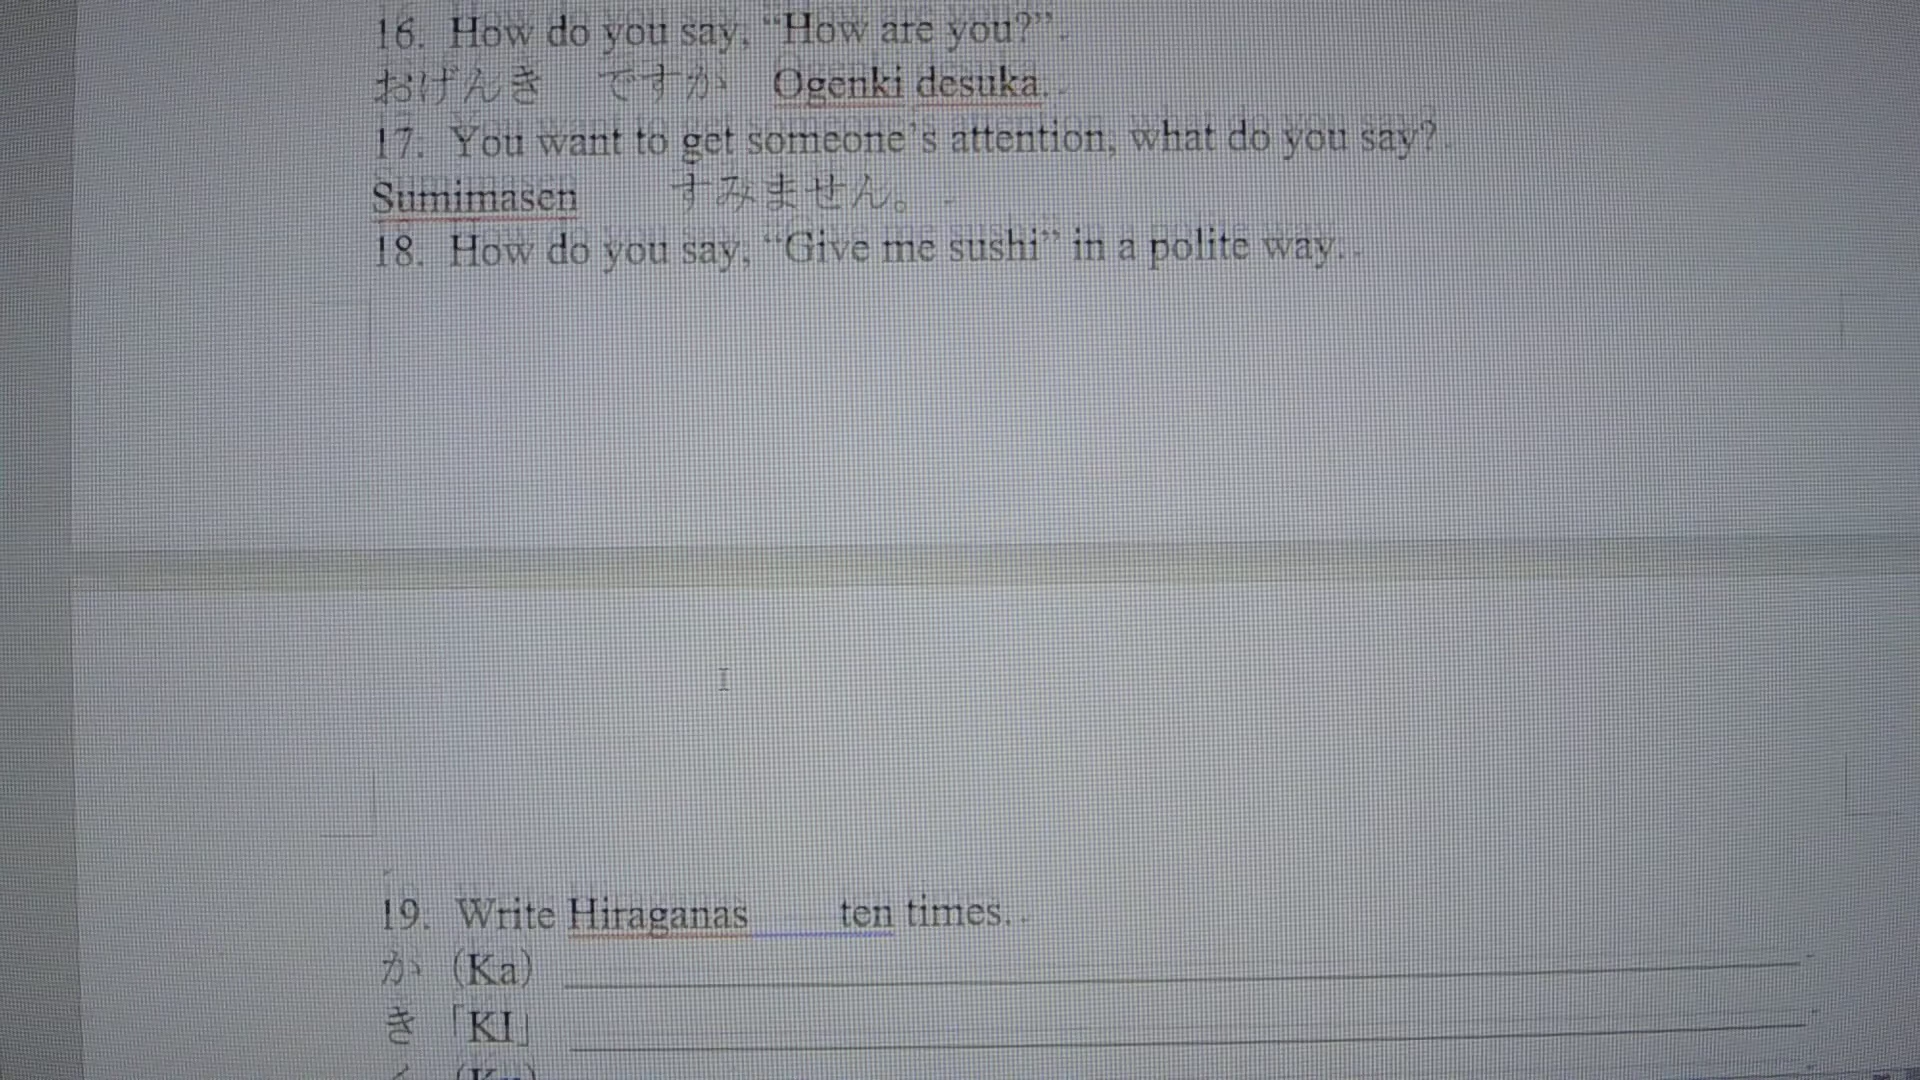 16. How do you say, “How are you?”
おげんき　ですか　Ogenki desuka.
17. You want to get someone’s attention, what do you say?
Sumimasen　すみません。
18. How do you say, “Give me sushi” in a polite way.
19. Write Hiraganas　ten times.
か (Ka)
き「KI」
く (Ku)